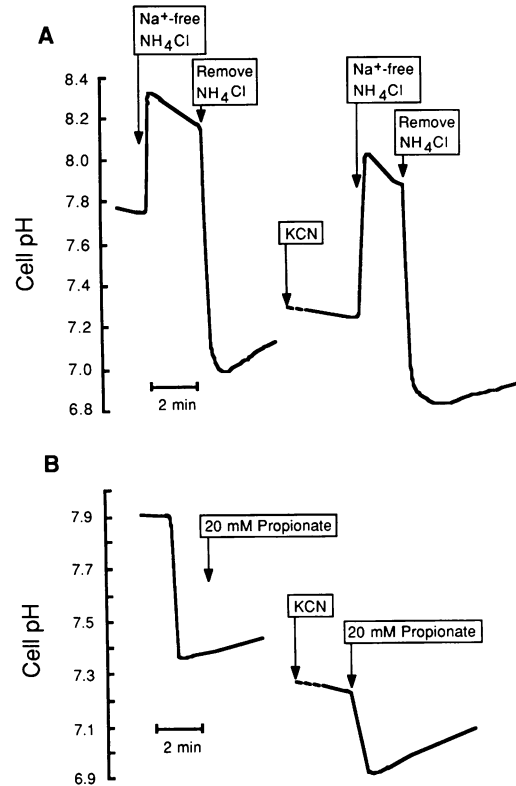 A
Na+-free
NH4Cl
Remove
NH4Cl
Na+-free
NH4Cl
Remove
NH4Cl
KCN
8.4
8.2
8.0
7.8
7.6
7.4
7.2
7.0
6.8
Cell pH
2 min
B
7.9
7.7
7.5
7.3
7.1
6.9
Cell pH
20 mM Propionate
KCN
20 mM Propionate
2 min